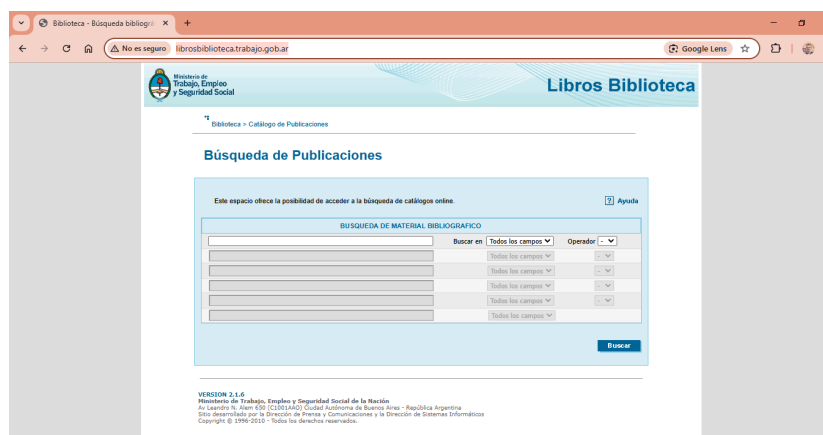 Biblioteca - Búsqueda bibliográ
No es seguro
librosbiblioteca.trabajo.gob.ar
Google Lens
Ministerio de
Trabajo, Empleo
y Seguridad Social
Libros Biblioteca
Biblioteca > Catálogo de Publicaciones
Búsqueda de Publicaciones
Este espacio ofrece la posibilidad de acceder a la búsqueda de catálogos online.
? Ayuda
BUSQUEDA DE MATERIAL BIBLIOGRAFICO
Buscar en Todos los campos Operador -
Todos los campos -
Todos los campos -
Todos los campos -
Todos los campos -
Todos los campos
Buscar
VERSION 2.1.6
Ministerio de Trabajo, Empleo y Seguridad Social de la Nación
Av Leandro N. Alem 650 (C1001AAO) Ciudad Autónoma de Buenos Aires - República Argentina
Sitio desarrollado por la Dirección de Prensa y Comunicaciones y la Dirección de Sistemas Informáticos
Copyright © 1996-2010 - Todos los derechos reservados.